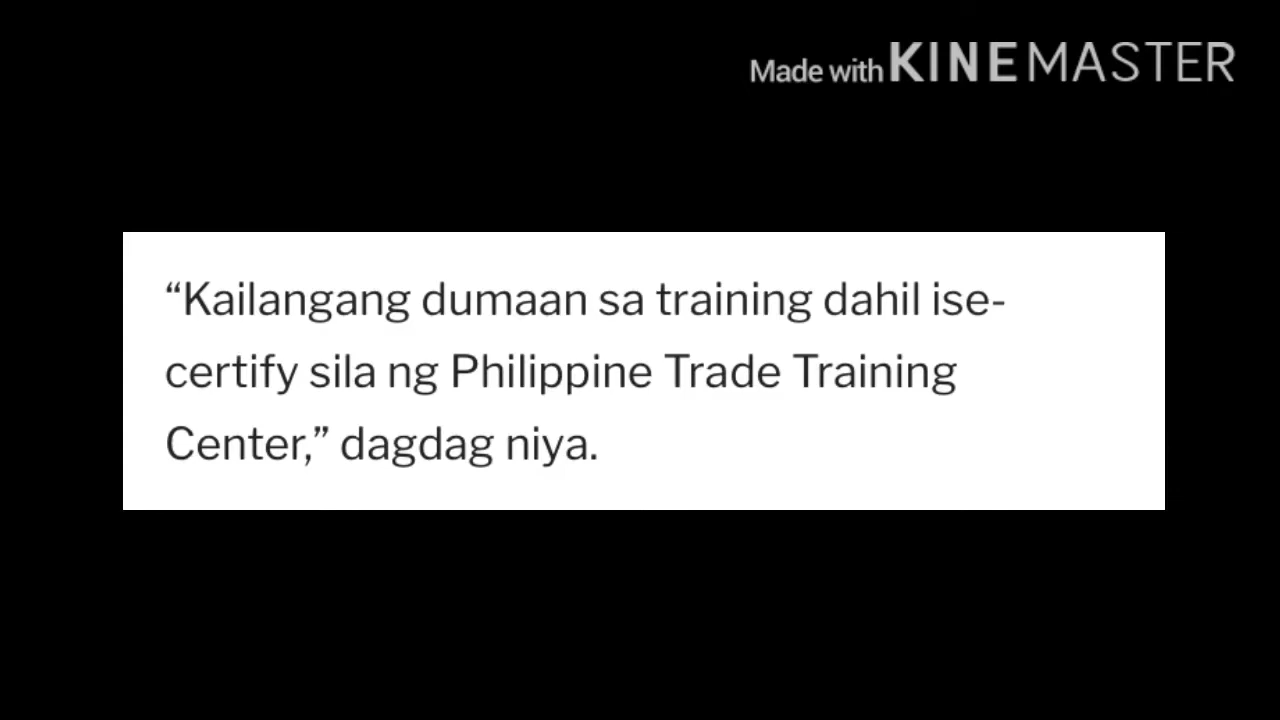 Made with KINEMASTER
“Kailangang dumaan sa training dahil ise-
certify sila ng Philippine Trade Training
Center,” dagdag niya.